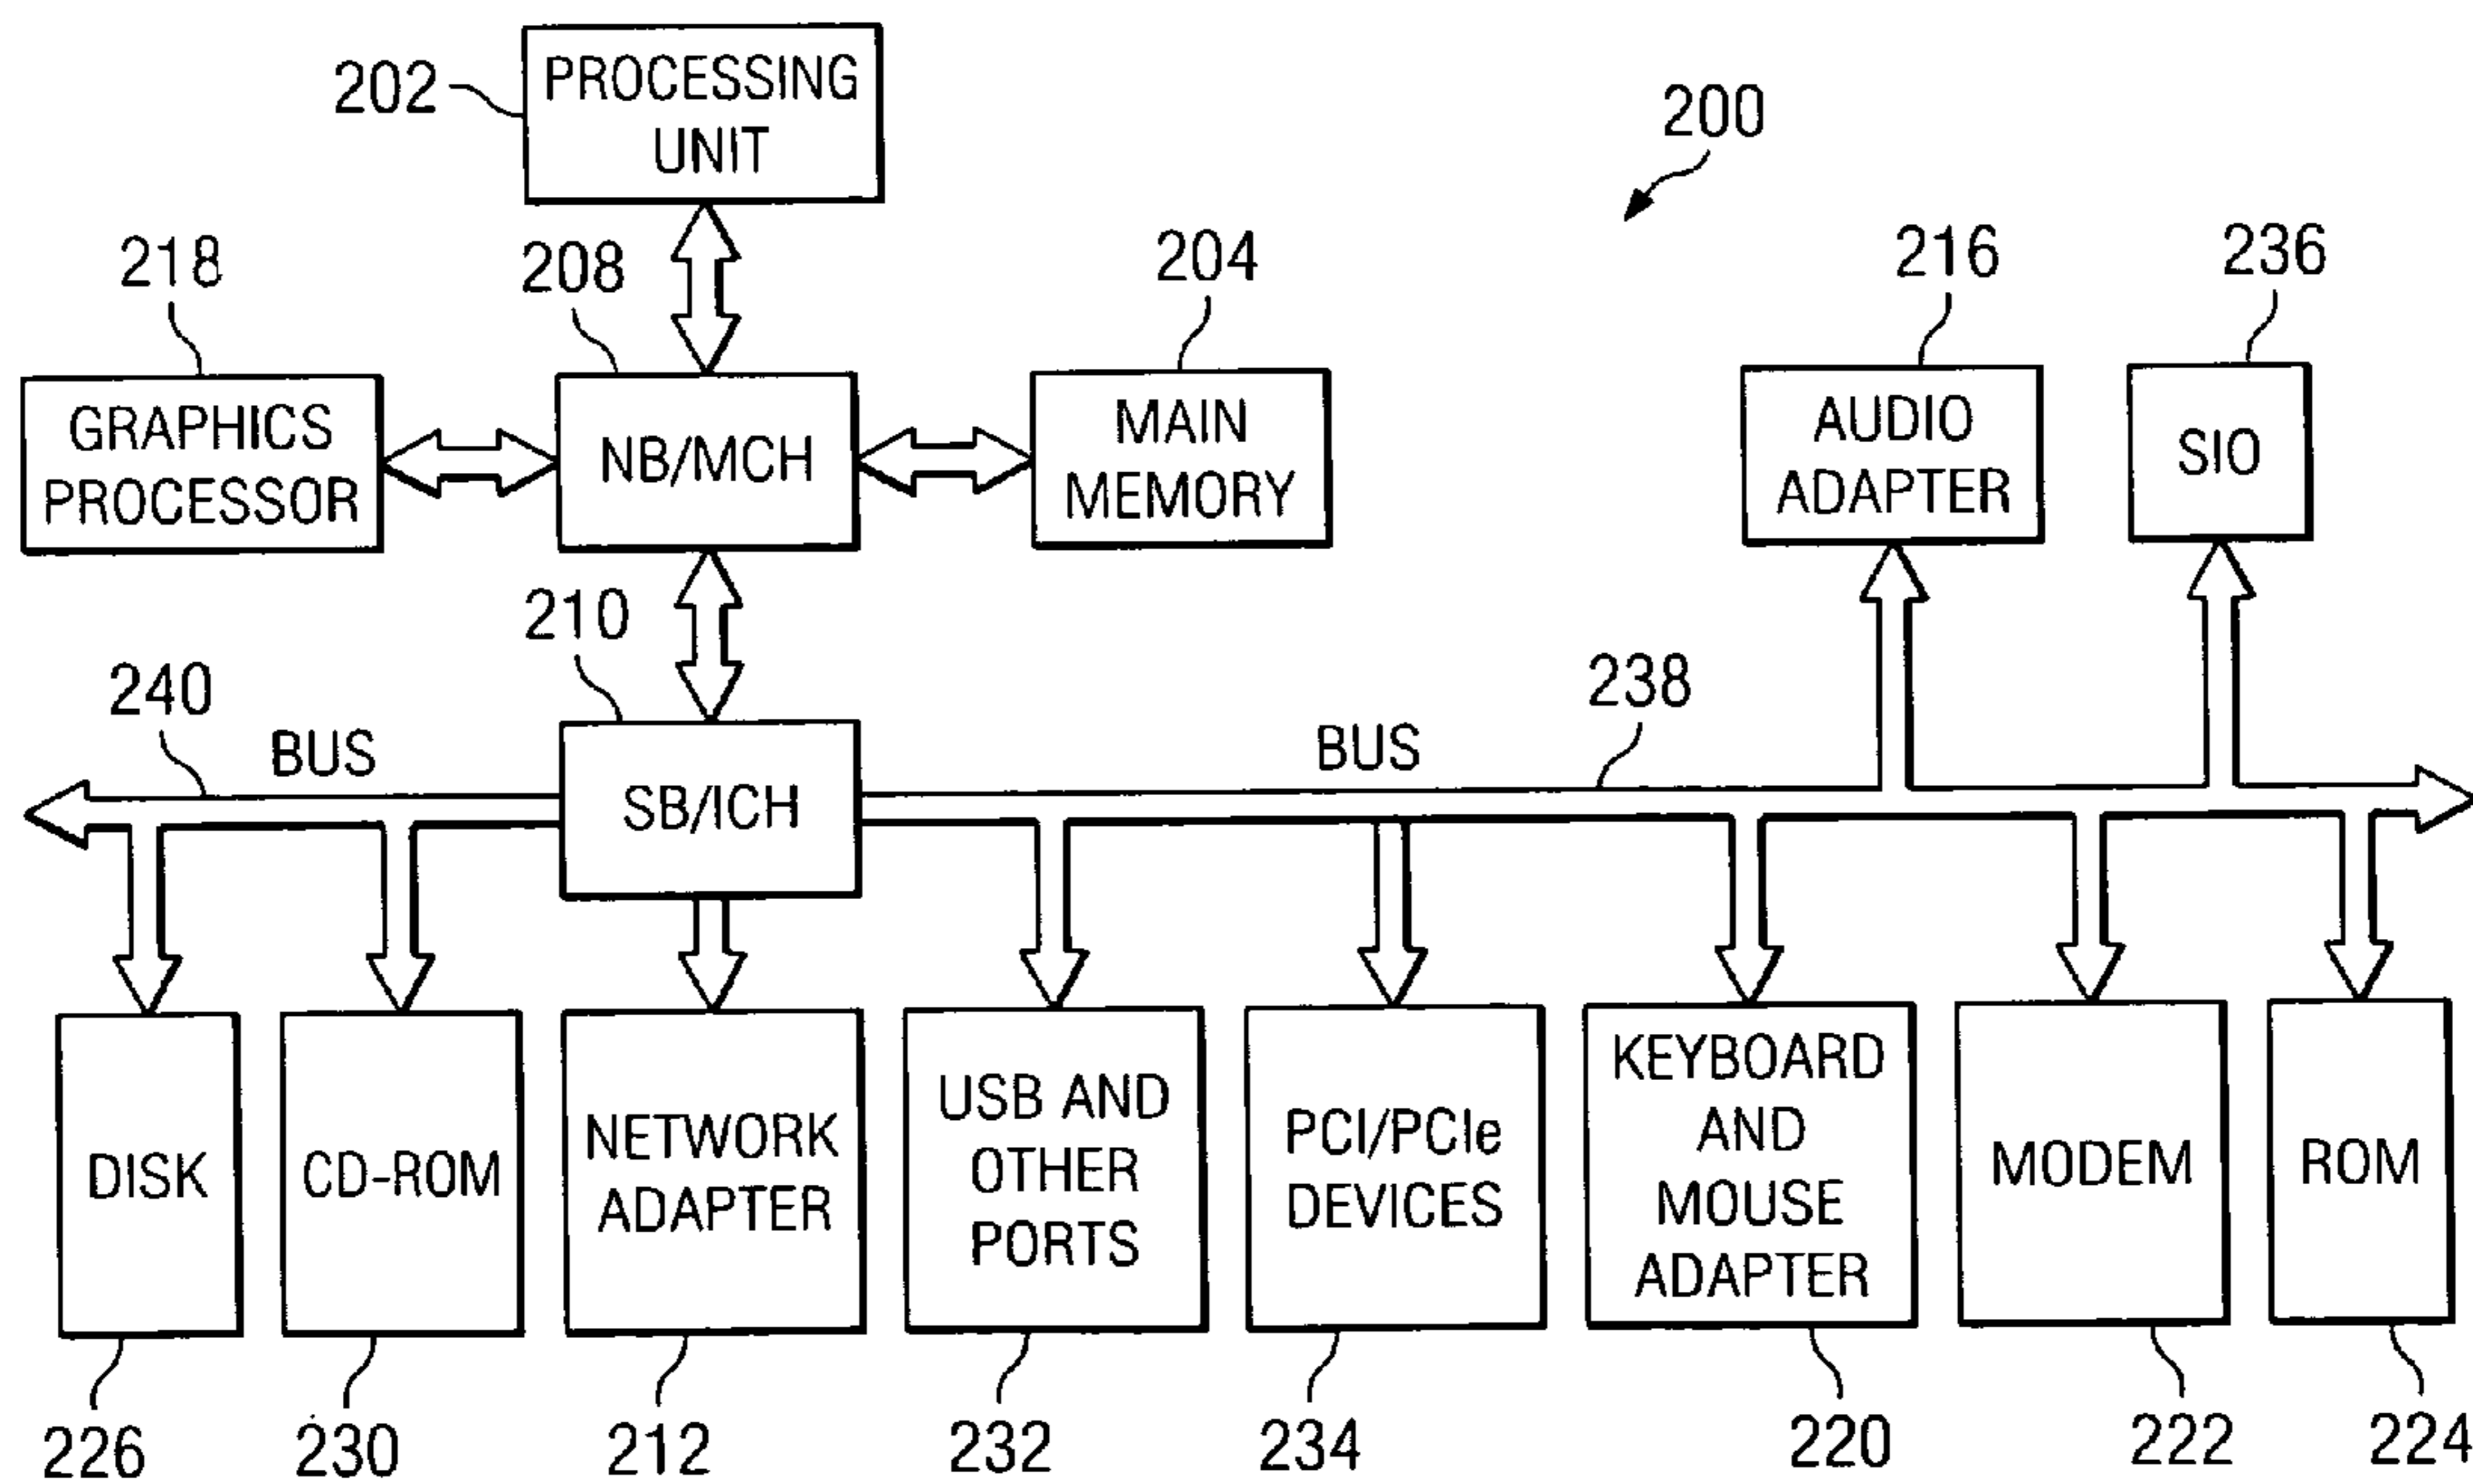 202
PROCESSING
UNIT
200
218
208
204
216
236
GRAPHICS
PROCESSOR
NB/MCH
MAIN
MEMORY
AUDIO
ADAPTER
SIO
210
240
BUS
238
BUS
SB/ICH
DISK
CD-ROM
NETWORK
ADAPTER
USB AND
OTHER
PORTS
PCI/PCIe
DEVICES
KEYBOARD
AND
MOUSE
ADAPTER
MODEM
ROM
226
230
212
232
234
220
222
224